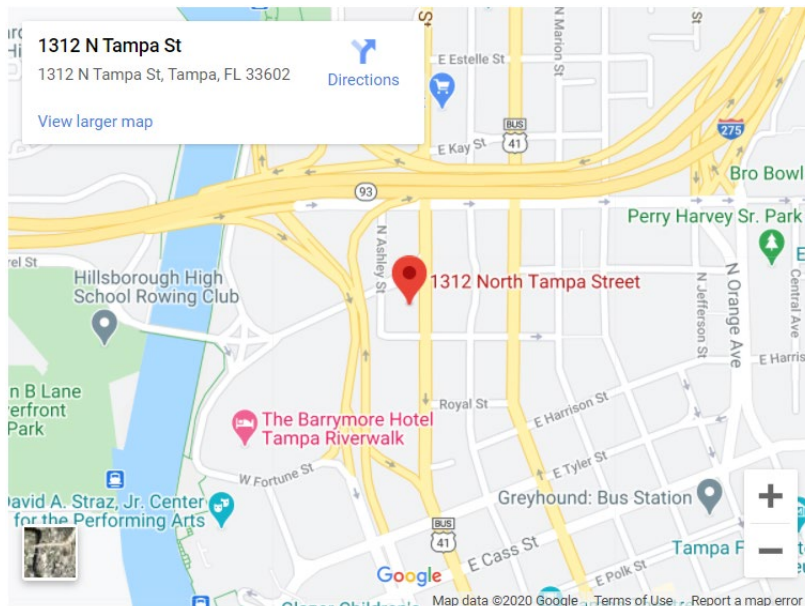 1312 N Tampa St
1312 N Tampa St, Tampa, FL 33602
Directions
View larger map
St
E Estelle St
N Marion St
BUS
41
275
E Kay St
93
Bro Bowl
Perry Harvey Sr. Park
N Ashley St
1312 North Tampa Street
Hillsborough High
School Rowing Club
N Jefferson St
N Orange Ave
Central Ave
E Harris
n B Lane
erfront
Park
Royal St
E Harrison St
The Barrymore Hotel
Tampa Riverwalk
W Fortune St
E Tyler St
David A. Straz, Jr. Center
for the Performing Arts
Greyhound: Bus Station
BUS
41
E Cass St
Tampa F
E Polk St
Google
Map data ©2020 Google
Terms of Use
Report a map error